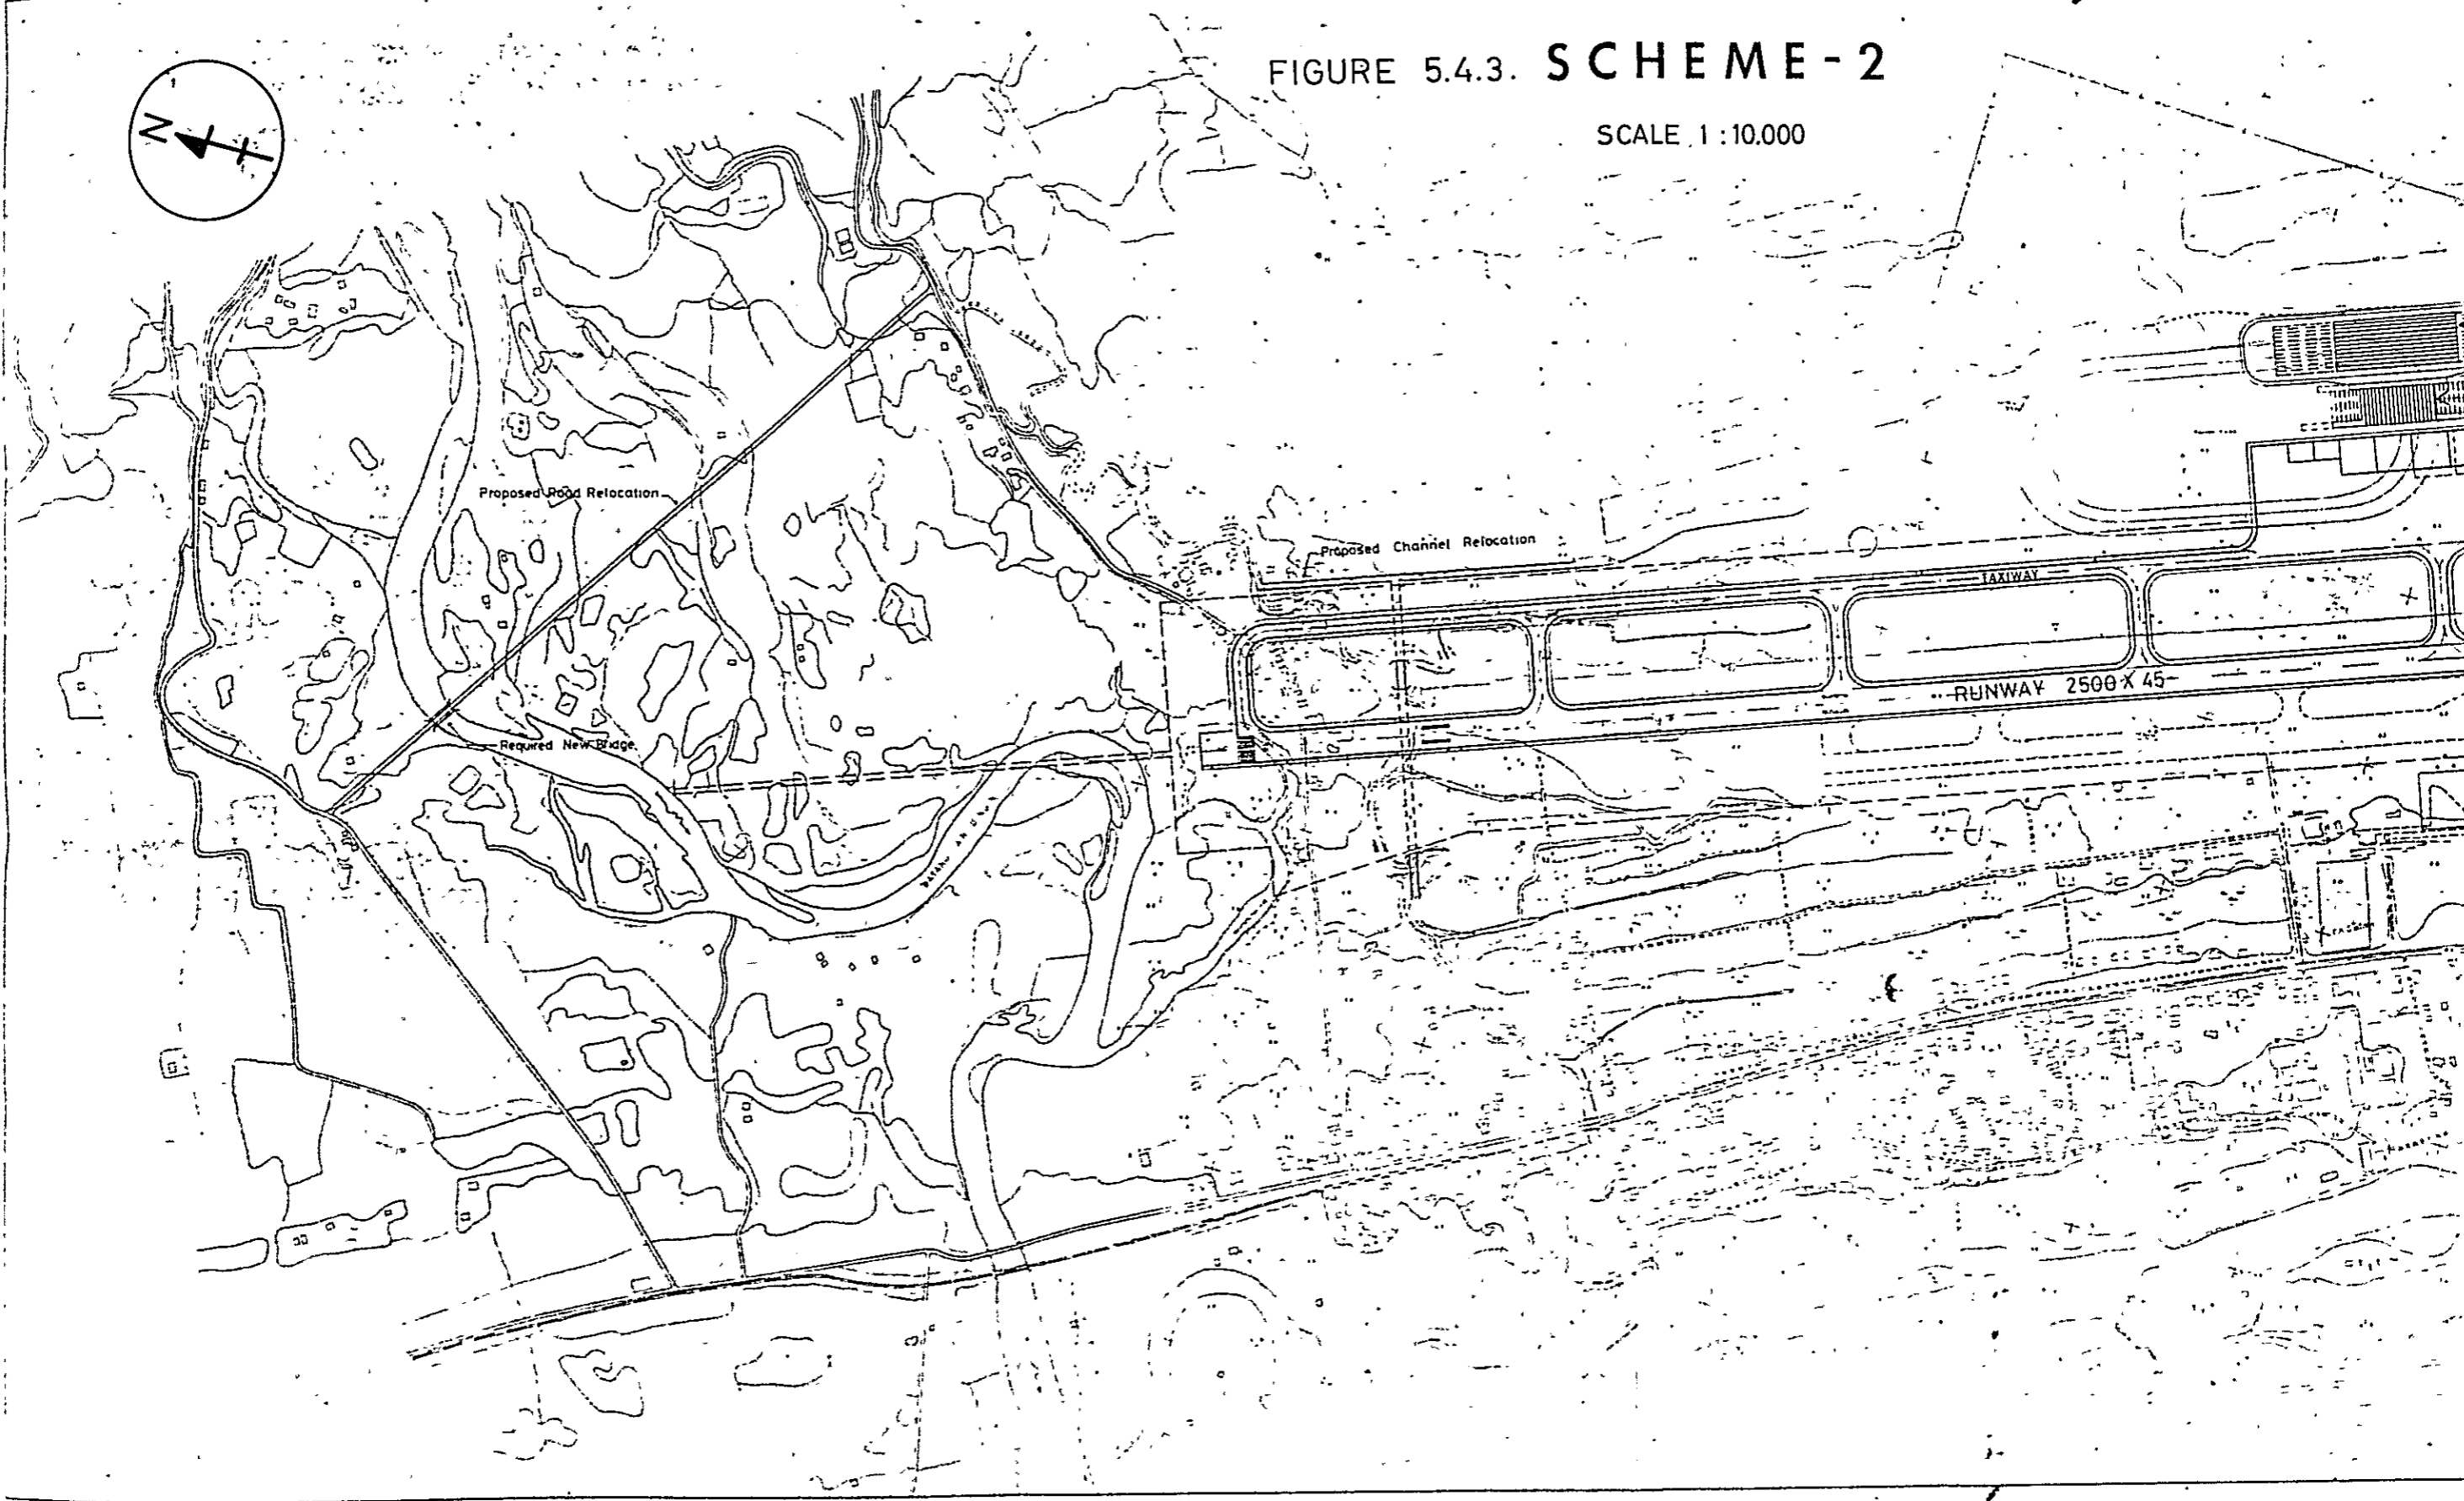 FIGURE 5.4.3. SCHEME-2
SCALE 1:10.000
N
Proposed Road Relocation
Proposed Channel Relocation
TAXIWAY
RUNWAY 2500 X 45
Required New Bridge